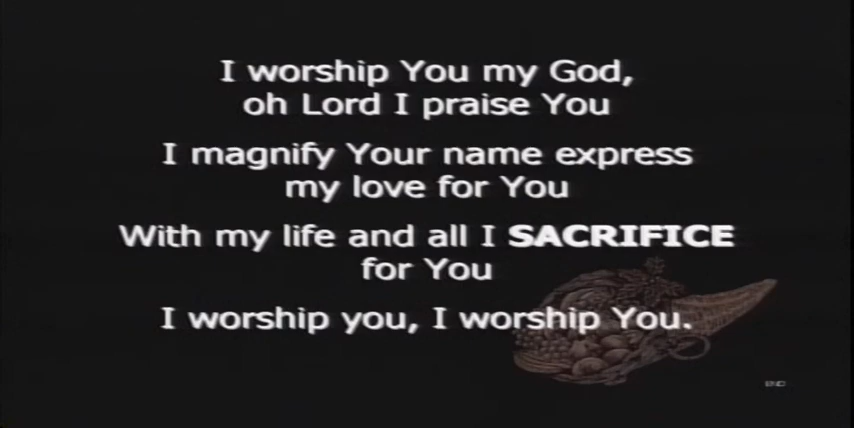 I worship You my God,
oh Lord I praise You
I magnify Your name express
my love for You
With my life and all I SACRIFICE
for You
I worship you, I worship You.
END